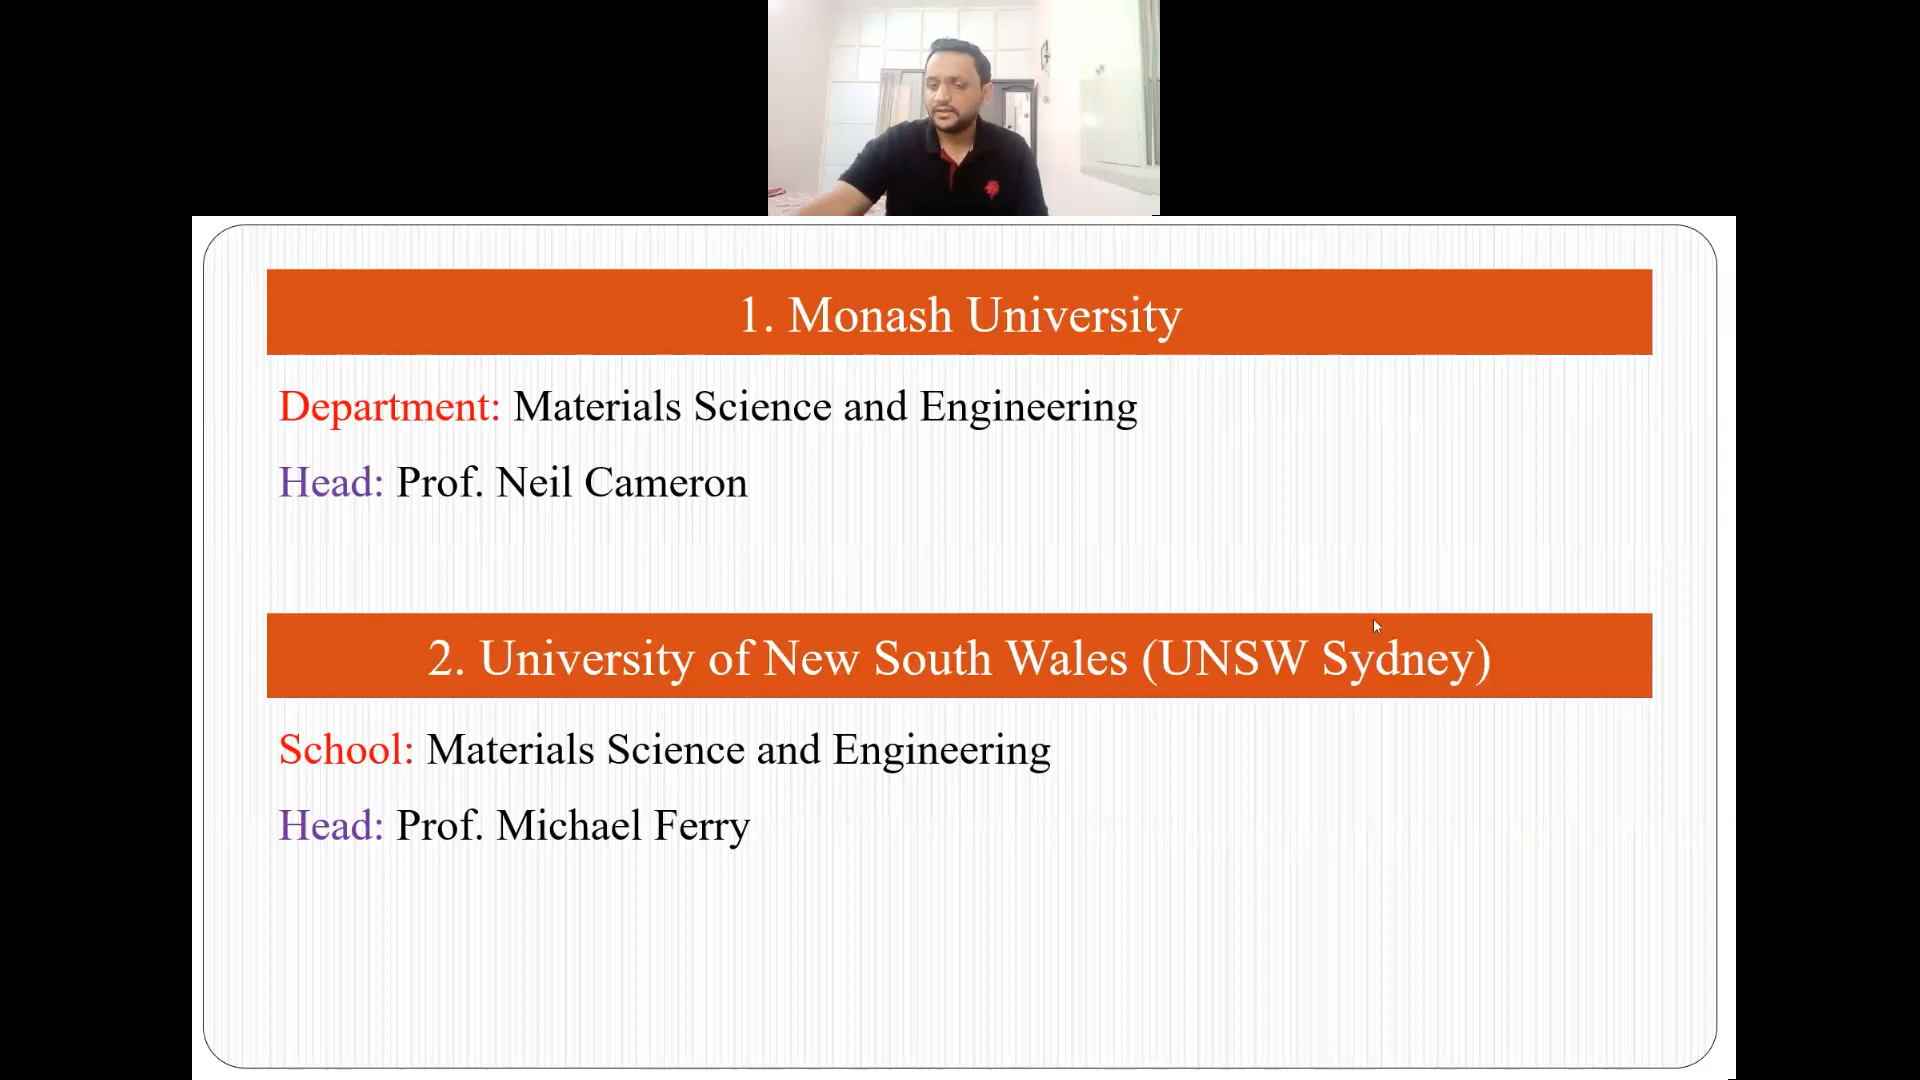 1. Monash University
Department: Materials Science and Engineering
Head: Prof. Neil Cameron
2. University of New South Wales (UNSW Sydney)
School: Materials Science and Engineering
Head: Prof. Michael Ferry